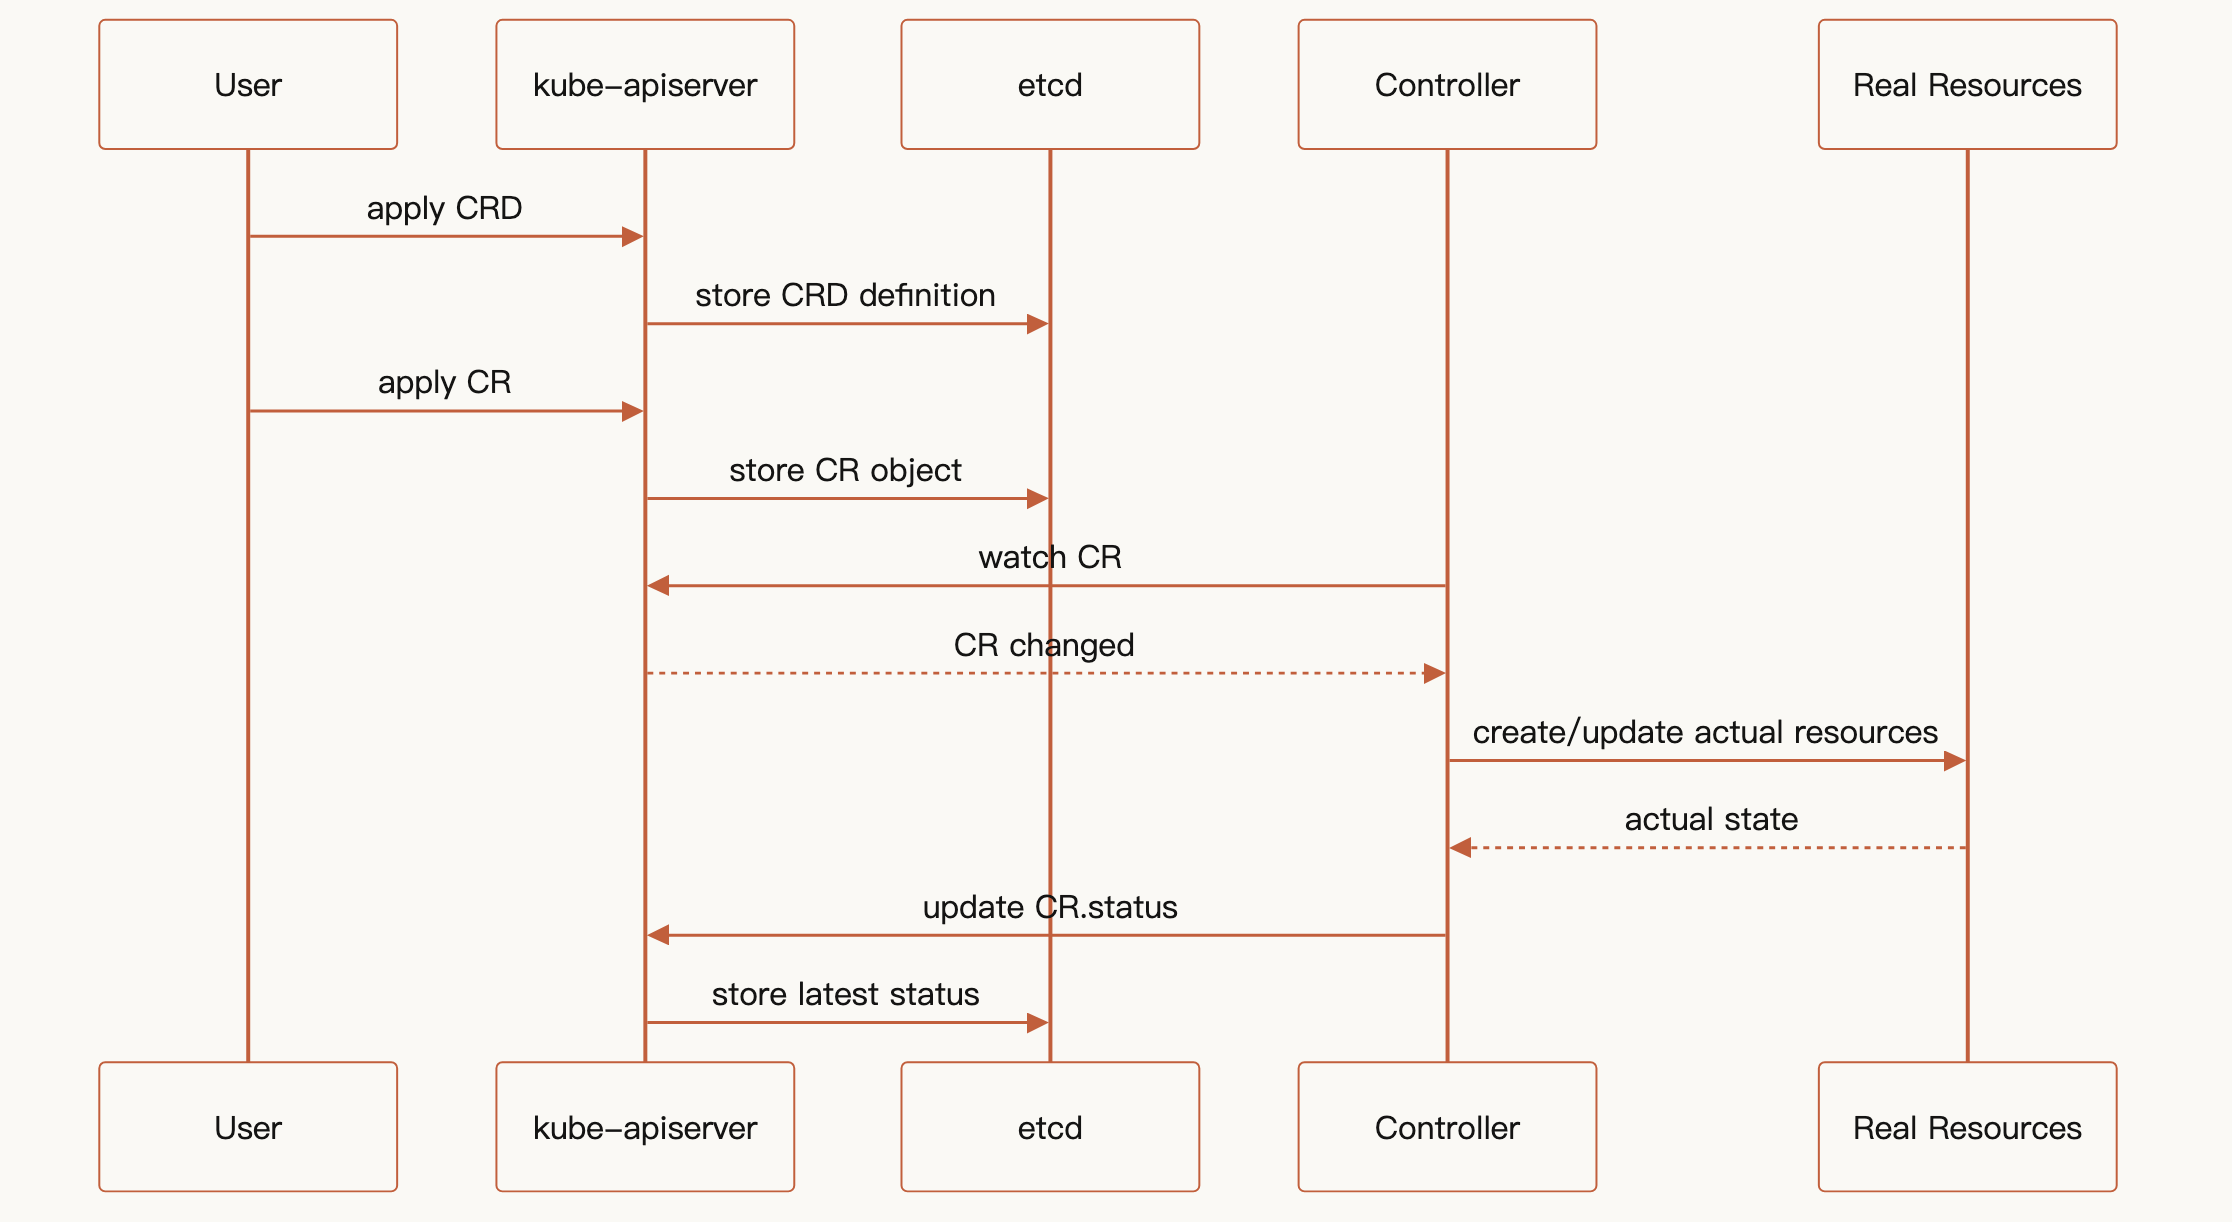 User
kube-apiserver
etcd
Controller
Real Resources
apply CRD
store CRD definition
apply CR
store CR object
watch CR
CR changed
create/update actual resources
actual state
update CR.status
store latest status
User
kube-apiserver
etcd
Controller
Real Resources